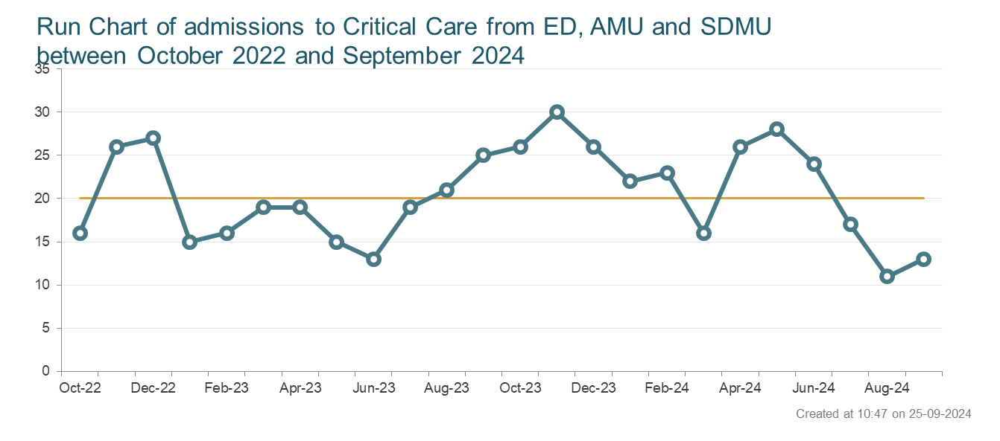 Run Chart of admissions to Critical Care from ED, AMU and SDMU
between October 2022 and September 2024
35
30
25
20
15
10
5
0
Oct-22 Dec-22 Feb-23 Apr-23 Jun-23 Aug-23 Oct-23 Dec-23 Feb-24 Apr-24 Jun-24 Aug-24
Created at 10:47 on 25-09-2024